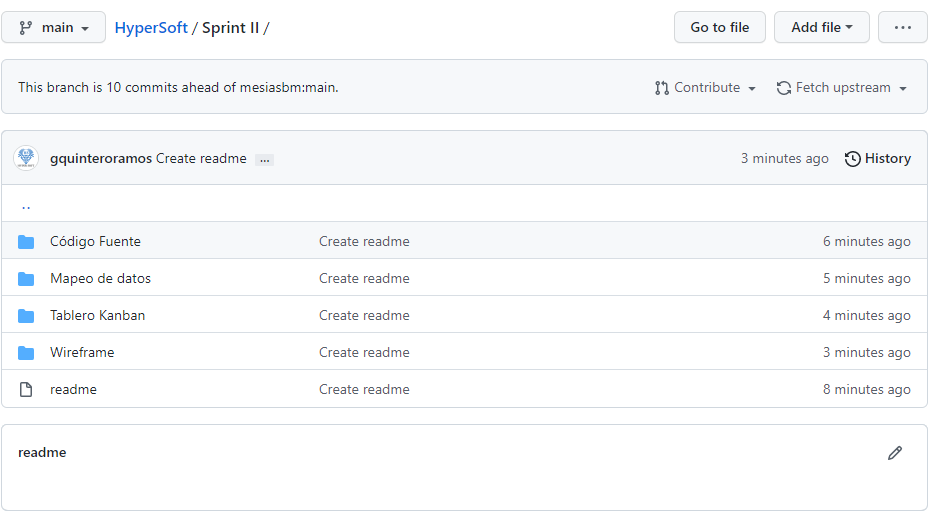 main HyperSoft / Sprint II / Go to file Add file ...
This branch is 10 commits ahead of mesiasbm:main. Contribute Fetch upstream
gquinteroramos Create readme ... 3 minutes ago History
..
Código Fuente Create readme 6 minutes ago
Mapeo de datos Create readme 5 minutes ago
Tablero Kanban Create readme 4 minutes ago
Wireframe Create readme 3 minutes ago
readme Create readme 8 minutes ago
readme